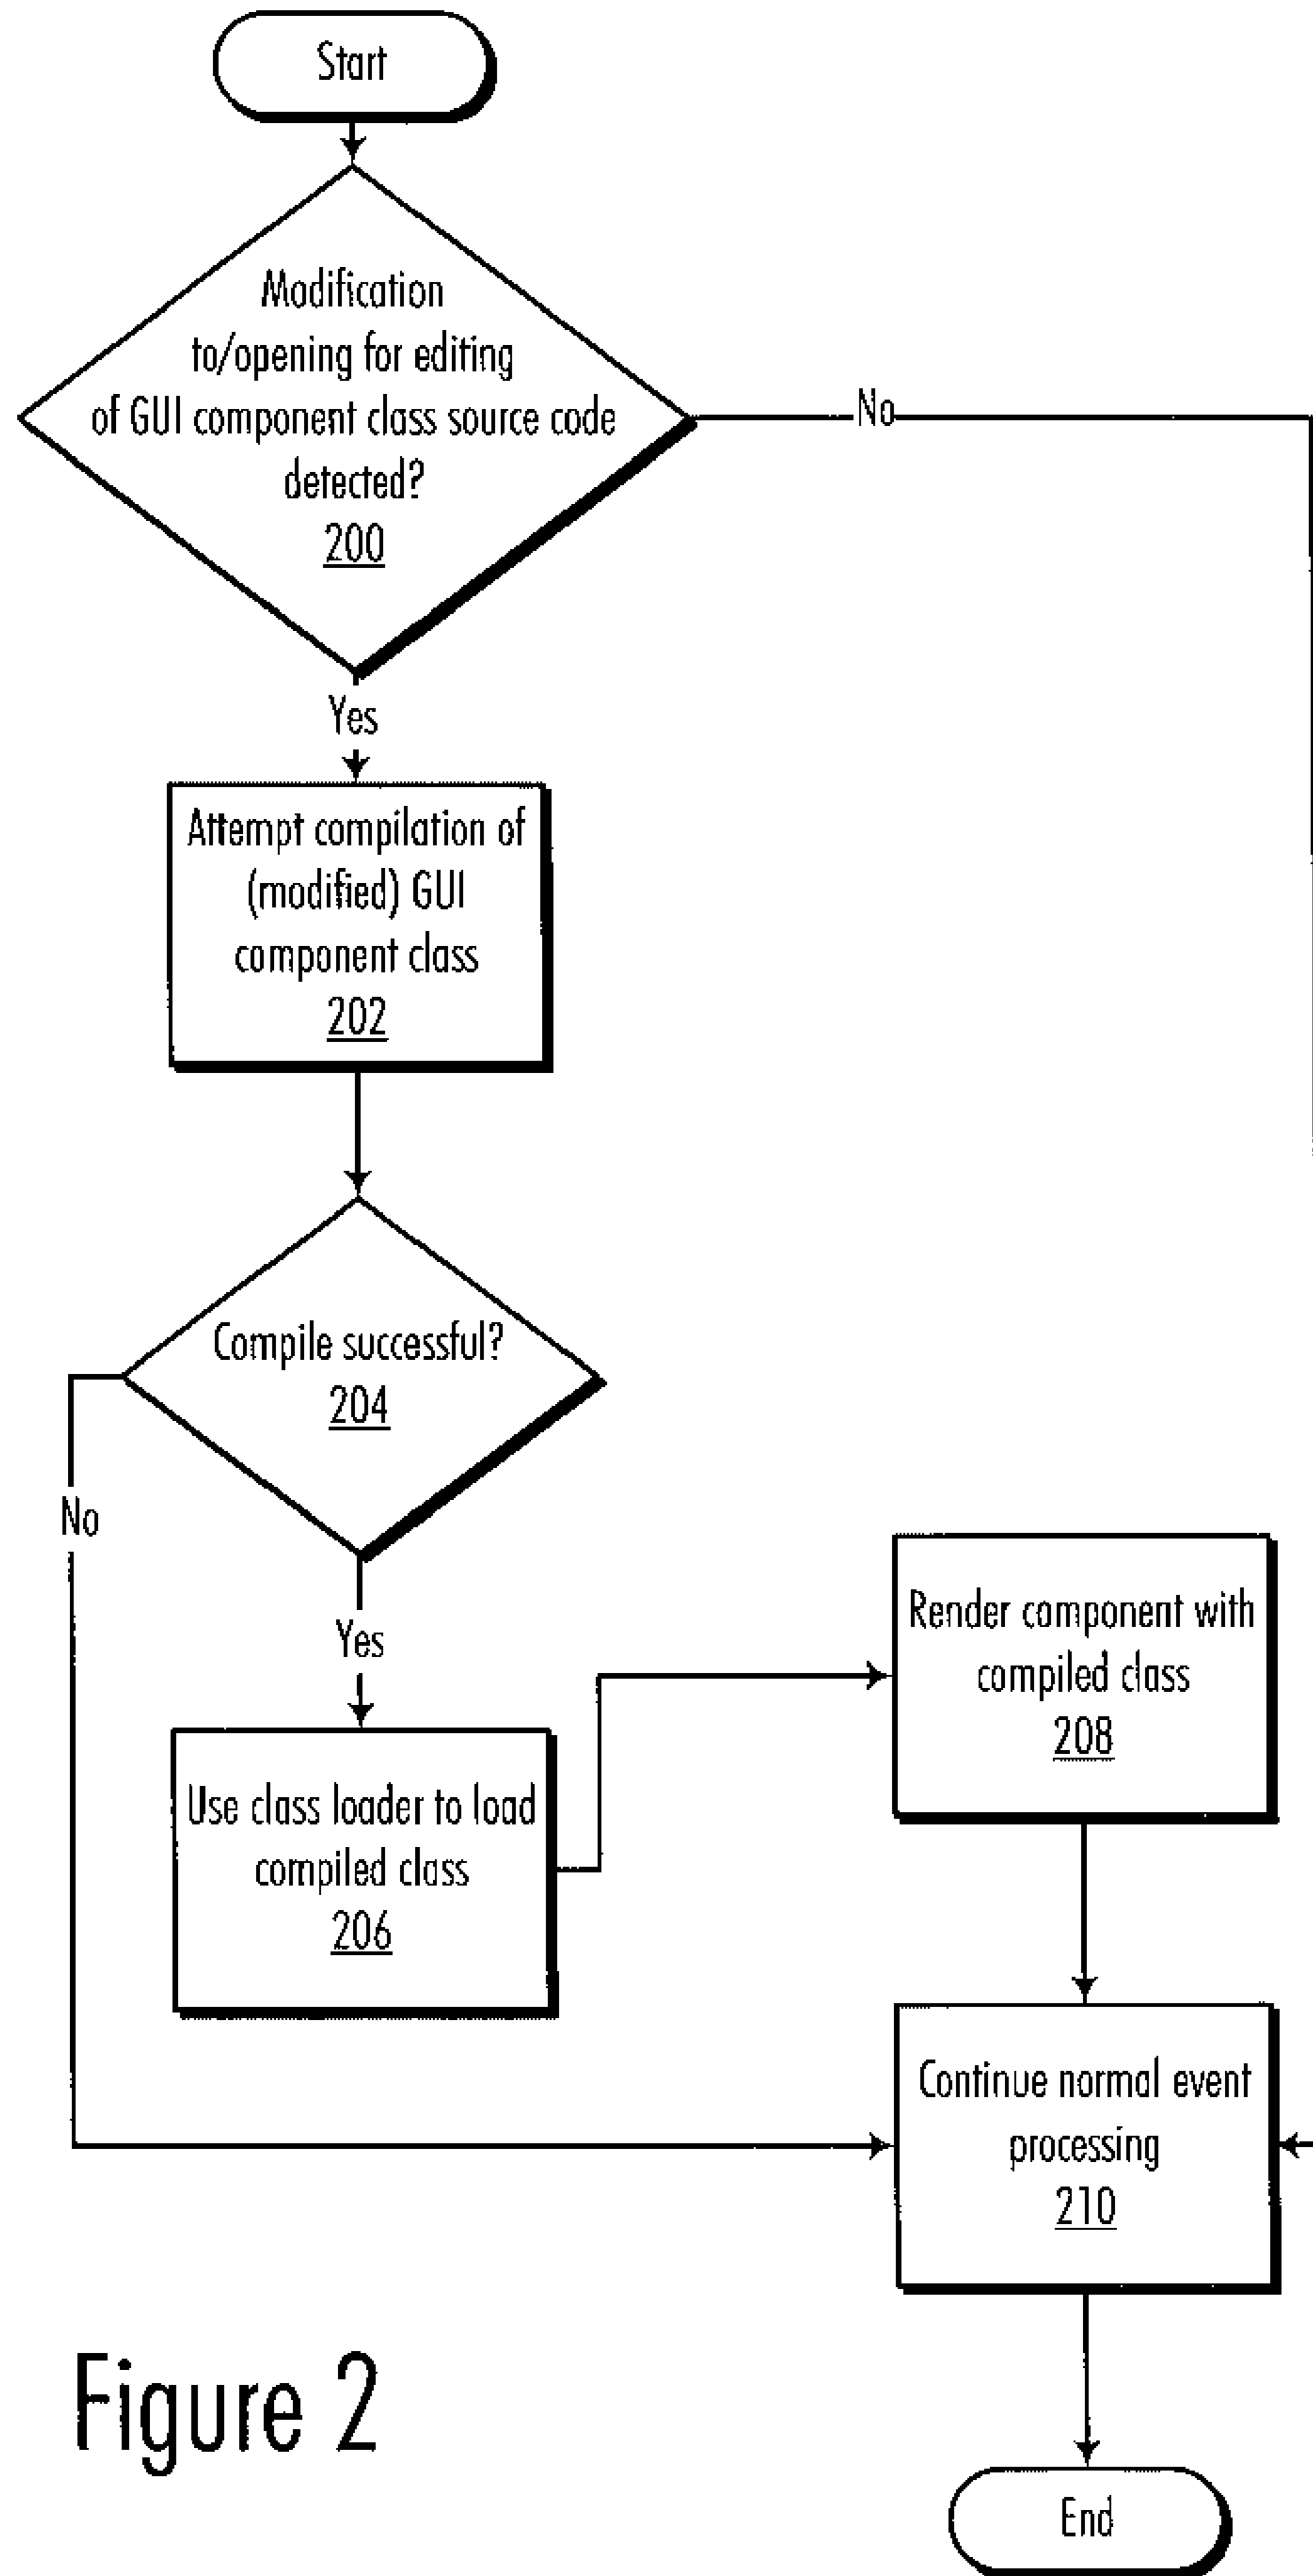 Start
Modification
to/opening for editing
of GUI component class source code
detected?
200
No
Yes
Attempt compilation of
(modified) GUI
component class
202
Compile successful?
204
No
Yes
Render component with
compiled class
208
Use class loader to load
compiled class
206
Continue normal event
processing
210
Figure 2
End